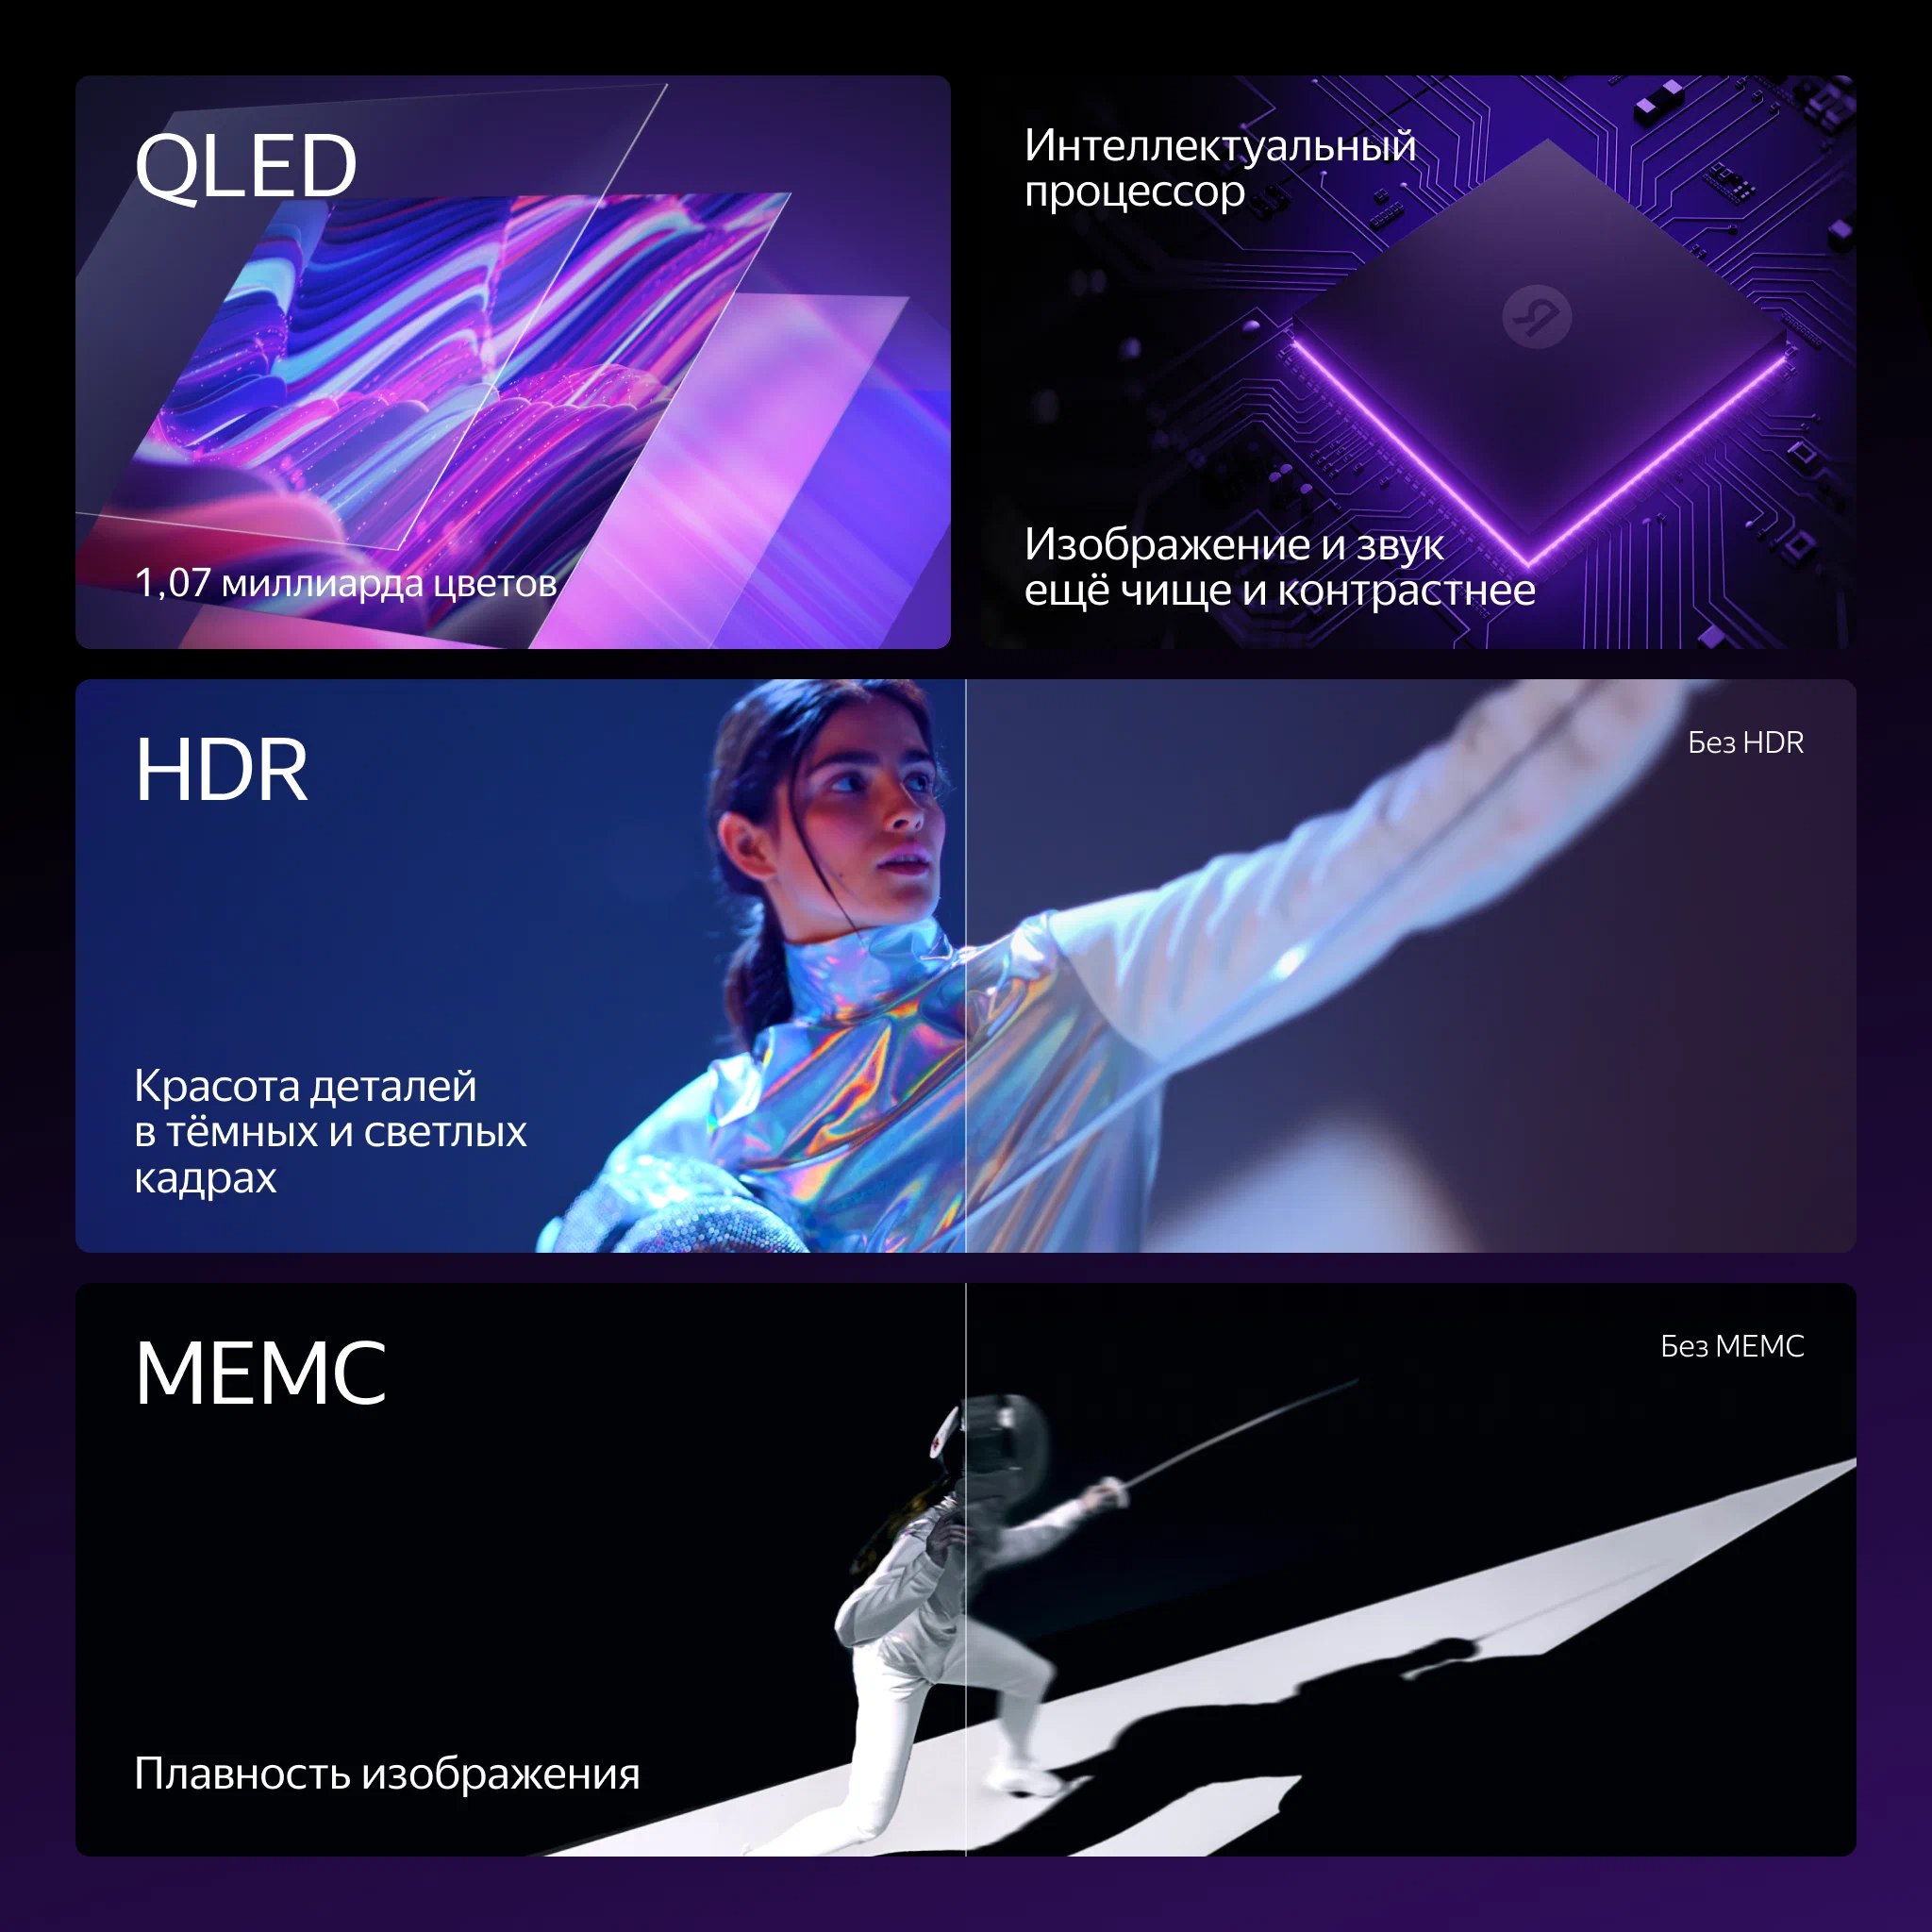 QLED
1,07 миллиарда цветов
Интеллектуальный
процессор
Я
Изображение и звук
ещё чище и контрастнее
HDR
Без HDR
Красота деталей
в тёмных и светлых
кадрах
MEMC
Без MEMC
Плавность изображения